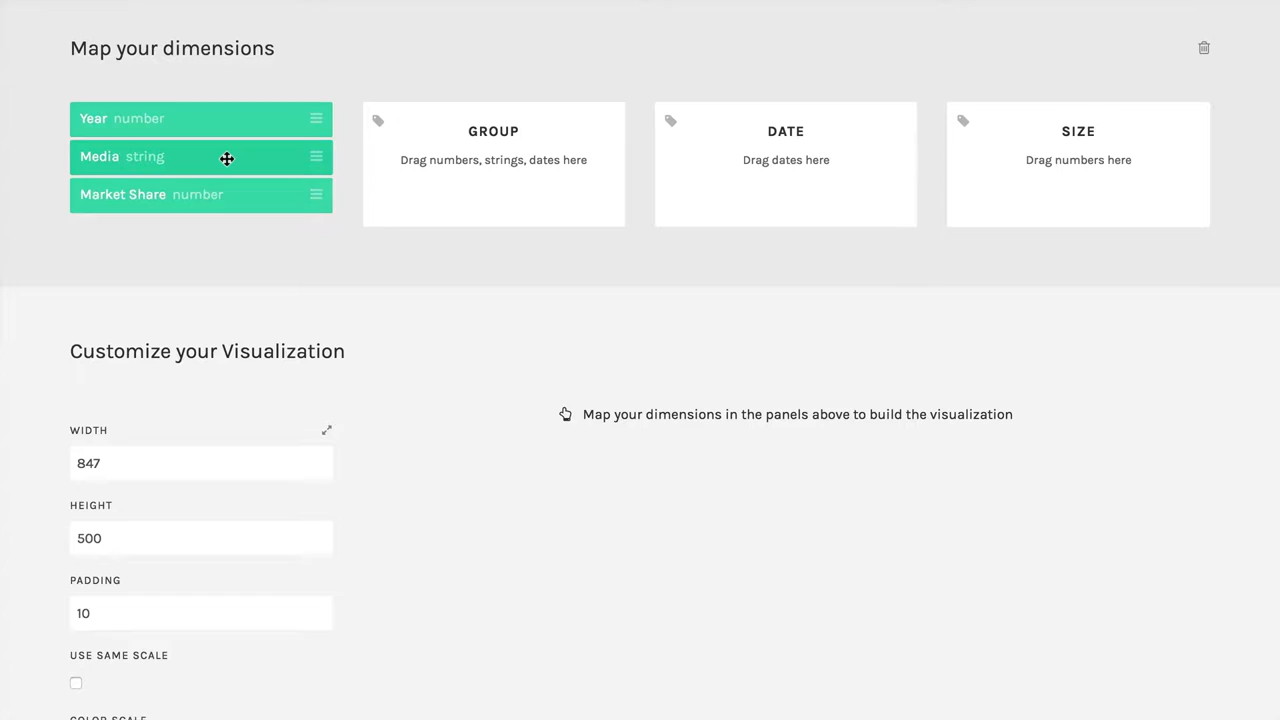 Map your dimensions
Year number
Media string
Market Share number
GROUP
Drag numbers, strings, dates here
DATE
Drag dates here
SIZE
Drag numbers here
Customize your Visualization
Map your dimensions in the panels above to build the visualization
WIDTH
847
HEIGHT
500
PADDING
10
USE SAME SCALE
COLOR SCALE